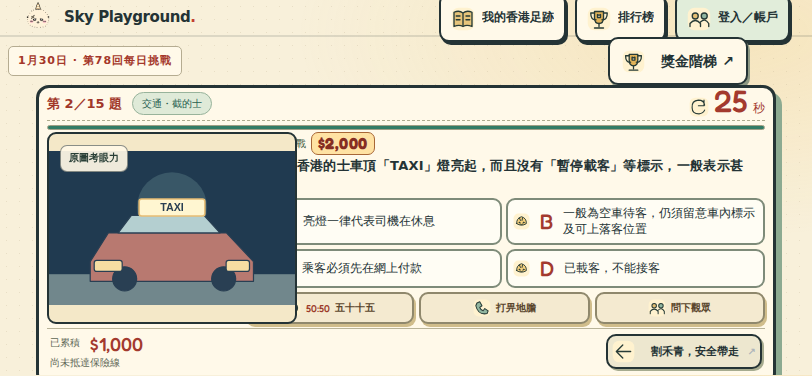 Sky Playground.
我的香港足跡
排行榜
登入／帳戶
1月30日 · 第78回每日挑戰
獎金階梯 ↗
第 2／15 題
交通·截的士
25 秒
原圖考眼力
戰 $2,000
香港的士車頂「TAXI」燈亮起，而且沒有「暫停載客」等標示，一般表示甚
TAXI
亮燈一律代表司機在休息
B 一般為空車待客，仍須留意車內標示
及可上落客位置
乘客必須先在網上付款
D 已載客，不能接客
50:50 五十十五
打畀地膽
問下觀眾
已累積 $1,000
尚未抵達保險線
割禾青，安全帶走 ↗